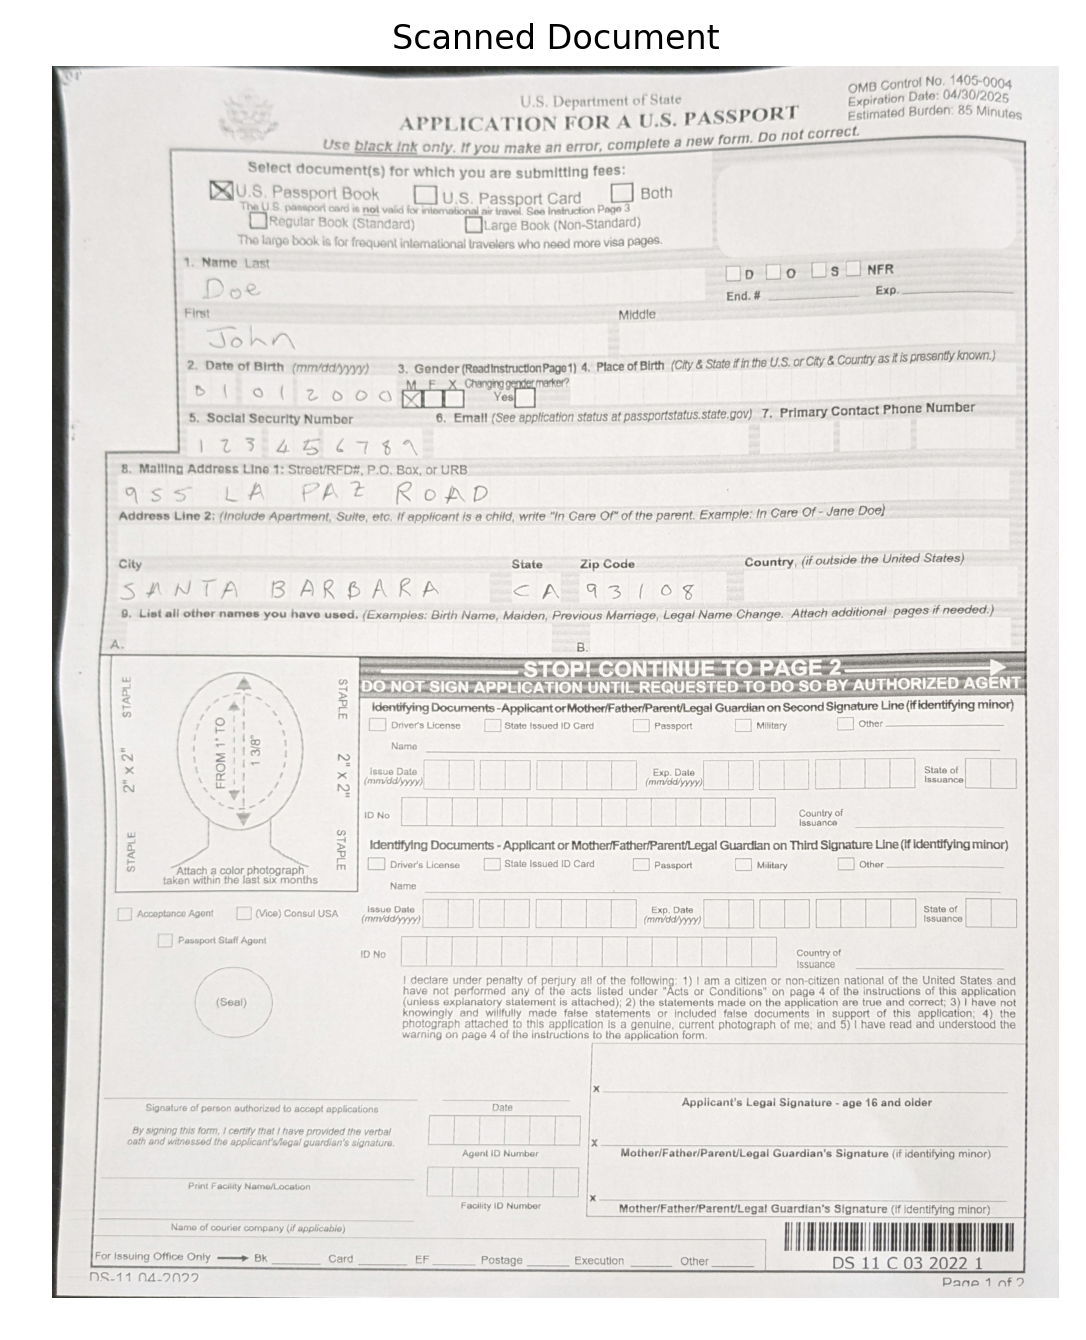 Scanned Document
OMB Control No. 1405-0004
Expiration Date: 04/30/2025
Estimated Burden: 85 Minutes
U.S. Department of State
APPLICATION FOR A U.S. PASSPORT
Use black ink only. If you make an error, complete a new form. Do not correct.
Select document(s) for which you are submitting fees:
U.S. Passport Book U.S. Passport Card Both
The U.S. passport card is not valid for international air travel. See Instruction Page 3
Regular Book (Standard) Large Book (Non-Standard)
The large book is for frequent international travelers who need more visa pages.
1. Name Last
D O S NFR
Doe
End. # Exp.
First Middle
John
2. Date of Birth (mm/dd/yyyy) 3. Gender (Read Instruction Page 1) 4. Place of Birth (City & State if in the U.S. or City & Country as it is presently known.)
M F X Changing gender marker?
Yes
01012000
5. Social Security Number 6. Email (See application status at passportstatus.state.gov) 7. Primary Contact Phone Number
123456789
8. Mailing Address Line 1: Street/RFD#, P.O. Box, or URB
955 LA PAZ ROAD
Address Line 2: (Include Apartment, Suite, etc. If applicant is a child, write "In Care Of" of the parent. Example: In Care Of - Jane Doe)
City State Zip Code Country, (if outside the United States)
SANTA BARBARA CA 93108
9. List all other names you have used. (Examples: Birth Name, Maiden, Previous Marriage, Legal Name Change. Attach additional pages if needed.)
A. B.
STOP! CONTINUE TO PAGE 2
DO NOT SIGN APPLICATION UNTIL REQUESTED TO DO SO BY AUTHORIZED AGENT
STAPLE STAPLE
2" x 2" 2" x 2"
STAPLE STAPLE
FROM 1" TO
1 3/8"
Attach a color photograph
taken within the last six months
Identifying Documents - Applicant or Mother/Father/Parent/Legal Guardian on Second Signature Line (if identifying minor)
Driver's License State Issued ID Card Passport Military Other
Name
Issue Date (mm/dd/yyyy) Exp. Date (mm/dd/yyyy) State of Issuance
ID No Country of Issuance
Identifying Documents - Applicant or Mother/Father/Parent/Legal Guardian on Third Signature Line (if identifying minor)
Driver's License State Issued ID Card Passport Military Other
Name
Issue Date (mm/dd/yyyy) Exp. Date (mm/dd/yyyy) State of Issuance
ID No Country of Issuance
Acceptance Agent (Vice) Consul USA
Passport Staff Agent
(Seal)
I declare under penalty of perjury all of the following: 1) I am a citizen or non-citizen national of the United States and
have not performed any of the acts listed under "Acts or Conditions" on page 4 of the instructions of this application
(unless explanatory statement is attached); 2) the statements made on the application are true and correct; 3) I have not
knowingly and willfully made false statements or included false documents in support of this application; 4) the
photograph attached to this application is a genuine, current photograph of me; and 5) I have read and understood the
warning on page 4 of the instructions to the application form.
x
Applicant's Legal Signature - age 16 and older
Signature of person authorized to accept applications Date
By signing this form, I certify that I have provided the verbal
oath and witnessed the applicant's/legal guardian's signature.
Agent ID Number
x
Mother/Father/Parent/Legal Guardian's Signature (if identifying minor)
Print Facility Name/Location
Facility ID Number
x
Mother/Father/Parent/Legal Guardian's Signature (if identifying minor)
Name of courier company (if applicable)
For Issuing Office Only Bk Card EF Postage Execution Other
DS 11 C 03 2022 1
DS-11 04-2022
Page 1 of 2